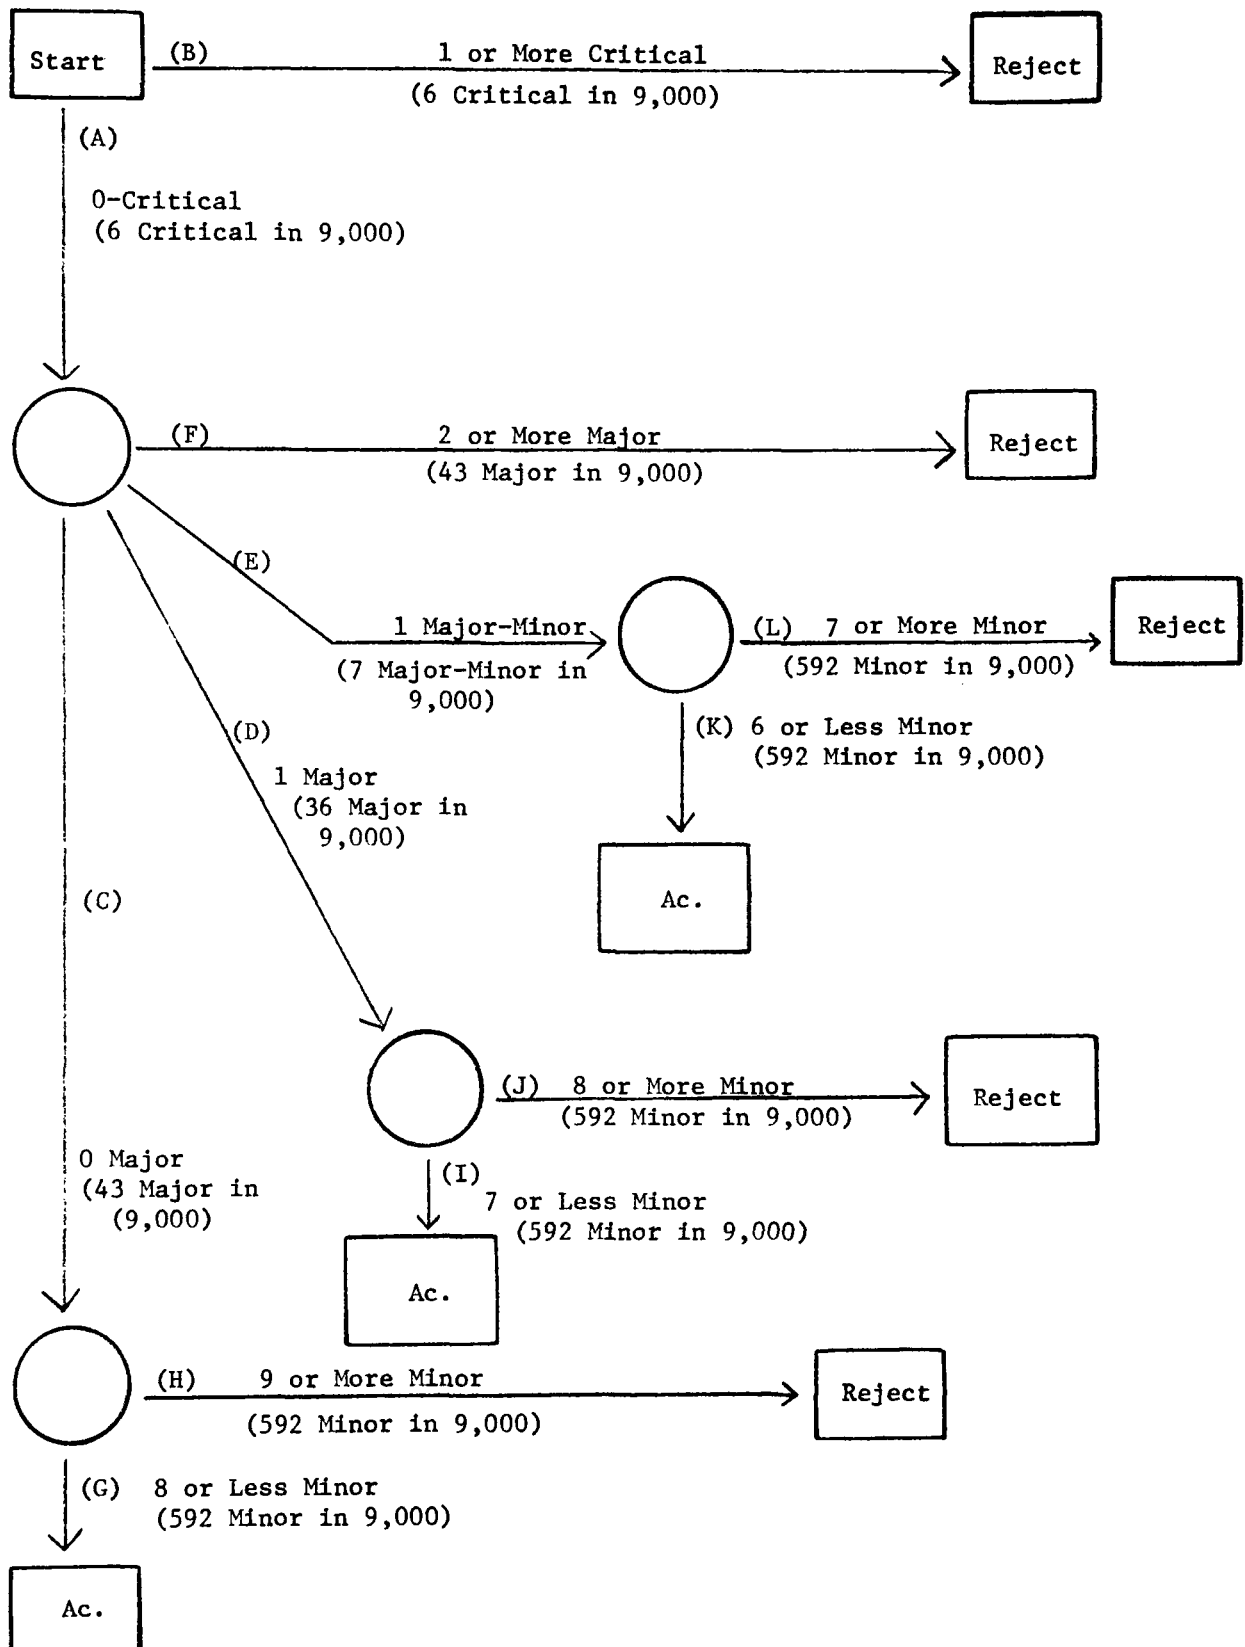 Start
(B)
1 or More Critical
(6 Critical in 9,000)
Reject
(A)
0-Critical
(6 Critical in 9,000)
(F)
2 or More Major
(43 Major in 9,000)
Reject
(E)
1 Major-Minor
(7 Major-Minor in
9,000)
(L) 7 or More Minor
(592 Minor in 9,000)
Reject
(K) 6 or Less Minor
(592 Minor in 9,000)
Ac.
(D)
1 Major
(36 Major in
9,000)
(C)
(J) 8 or More Minor
(592 Minor in 9,000)
Reject
(I)
7 or Less Minor
(592 Minor in 9,000)
Ac.
0 Major
(43 Major in
(9,000)
(H) 9 or More Minor
(592 Minor in 9,000)
Reject
(G) 8 or Less Minor
(592 Minor in 9,000)
Ac.